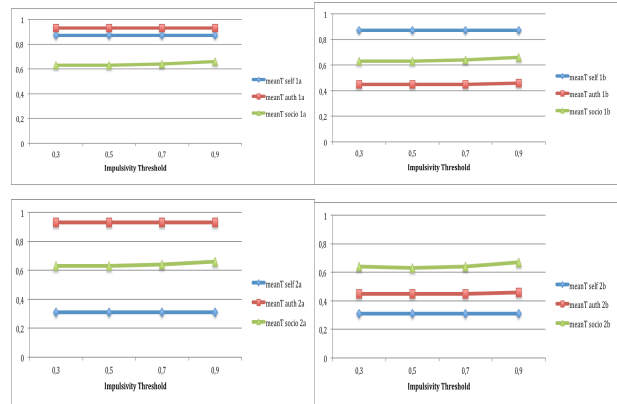 1
0,8
0,6
0,4
0,2
0
0,3 0,5 0,7 0,9
Impulsivity Threshold
meanT self 1a
meanT auth 1a
meanT socio 1a
1
0,8
0,6
0,4
0,2
0
0,3 0,5 0,7 0,9
Impulsivity Threshold
meanT self 1b
meanT auth 1b
meanT socio 1b
1
0,8
0,6
0,4
0,2
0
0,3 0,5 0,7 0,9
Impulsivity Threshold
meanT self 2a
meanT auth 2a
meanT socio 2a
1
0,8
0,6
0,4
0,2
0
0,3 0,5 0,7 0,9
Impulsivity Threshold
meanT self 2b
meanT auth 2b
meanT socio 2b